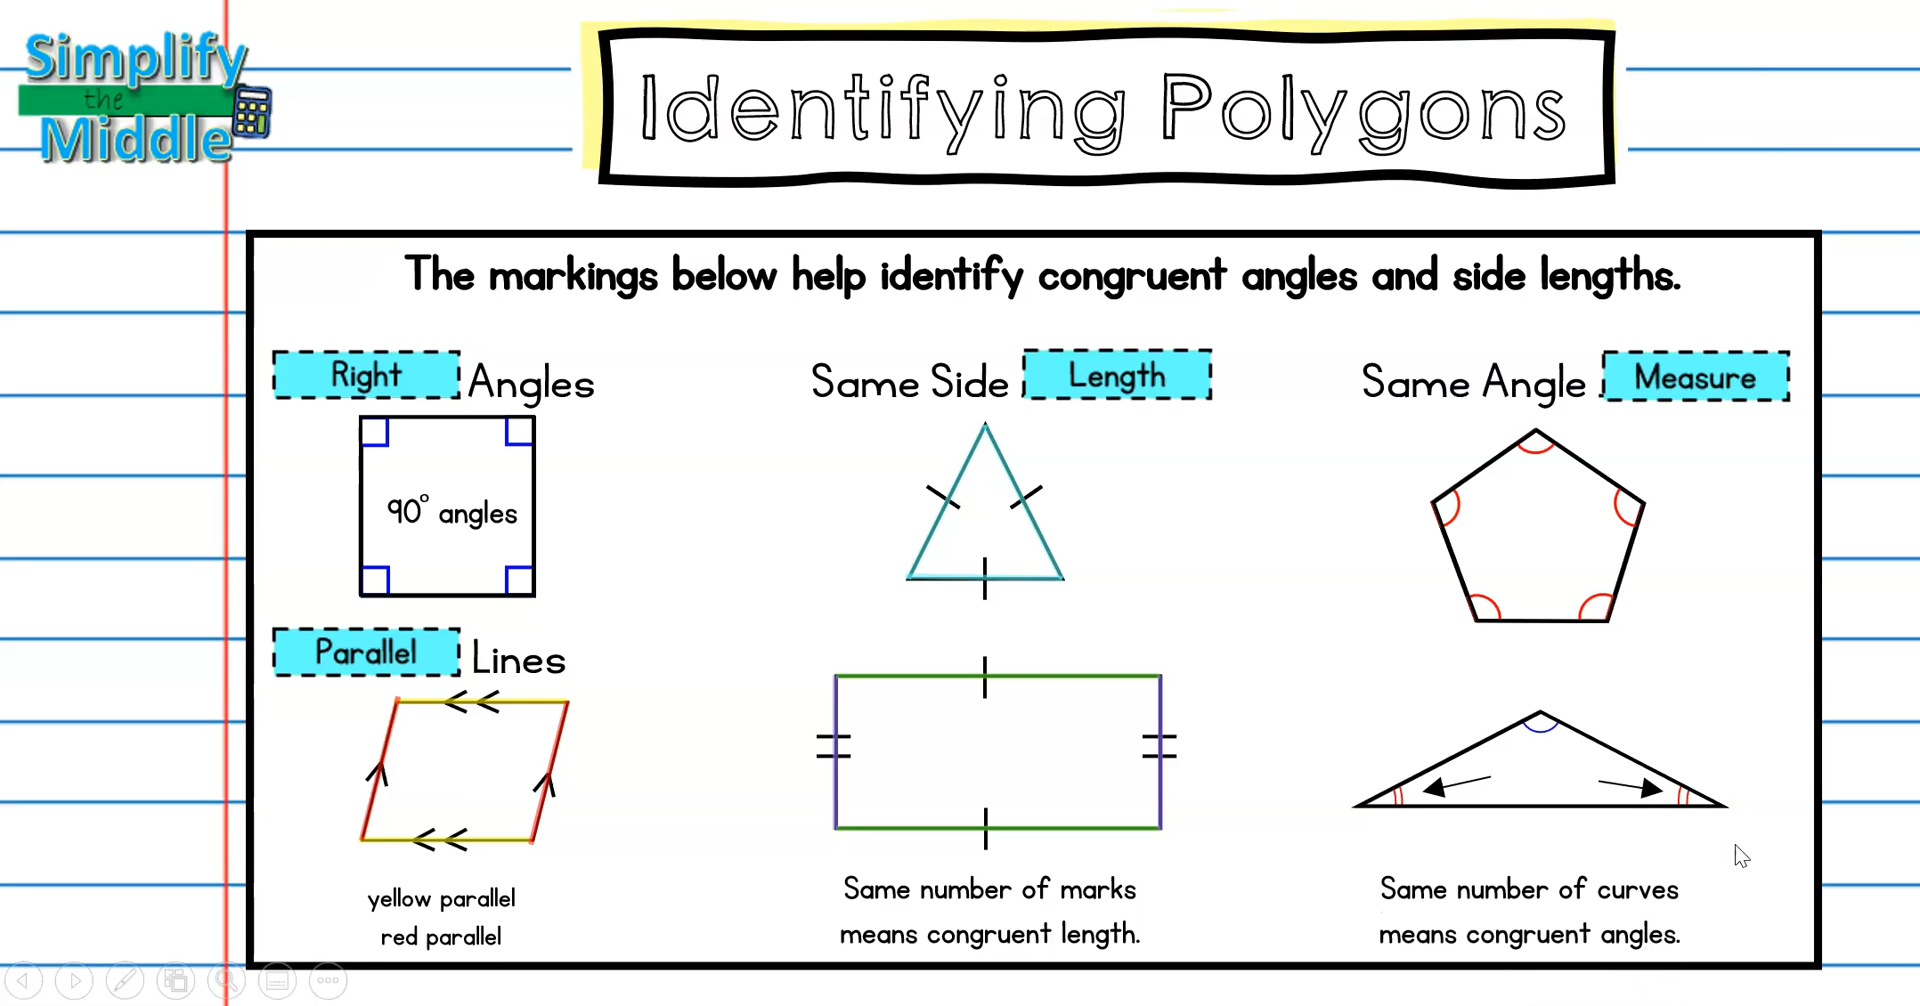 Simplify
the
Middle
Identifying Polygons
The markings below help identify congruent angles and side lengths.
Right Angles
90° angles
Parallel Lines
yellow parallel
red parallel
Same Side Length
Same number of marks
means congruent length.
Same Angle Measure
Same number of curves
means congruent angles.